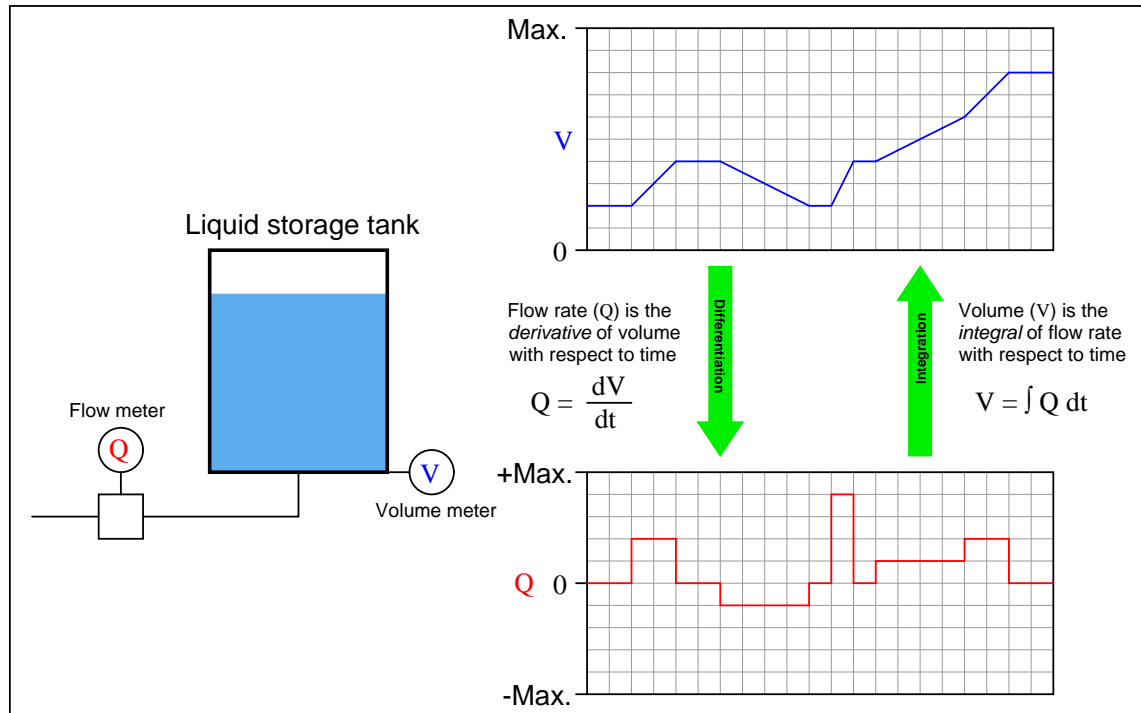 Max.
V
0
Liquid storage tank
Flow rate (Q) is the
derivative of volume
with respect to time
Q = dV/dt
Differentiation
Integration
Volume (V) is the
integral of flow rate
with respect to time
V = ∫ Q dt
Flow meter
Q
V
Volume meter
+Max.
Q 0
-Max.